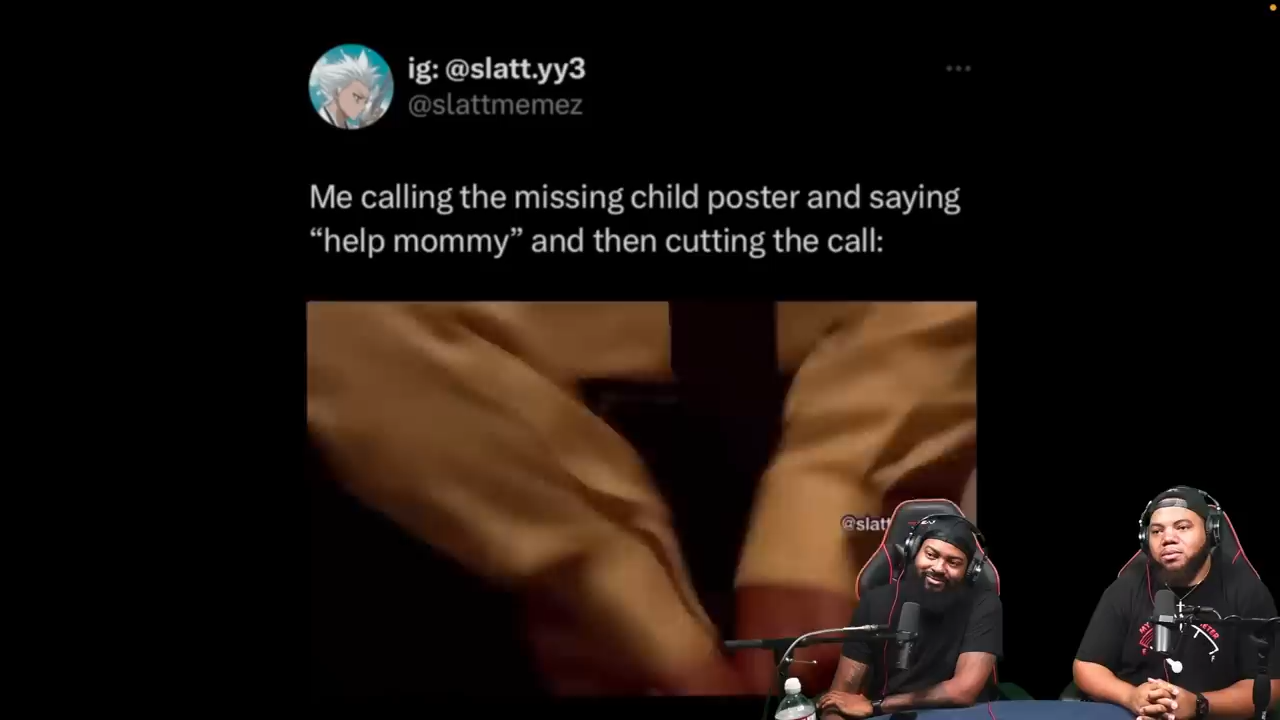 ig: @slatt.yy3
@slattmemez
Me calling the missing child poster and saying
“help mommy” and then cutting the call:
@slatt